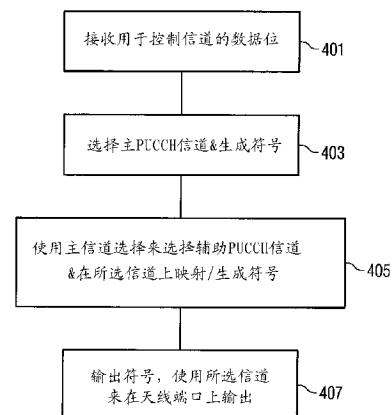 接收用于控制信道的数据位
401
选择主PUCCH信道&生成符号
403
使用主信道选择来选择辅助PUCCH信道
&在所选信道上映射/生成符号
405
输出符号，使用所选信道
来在天线端口上输出
407